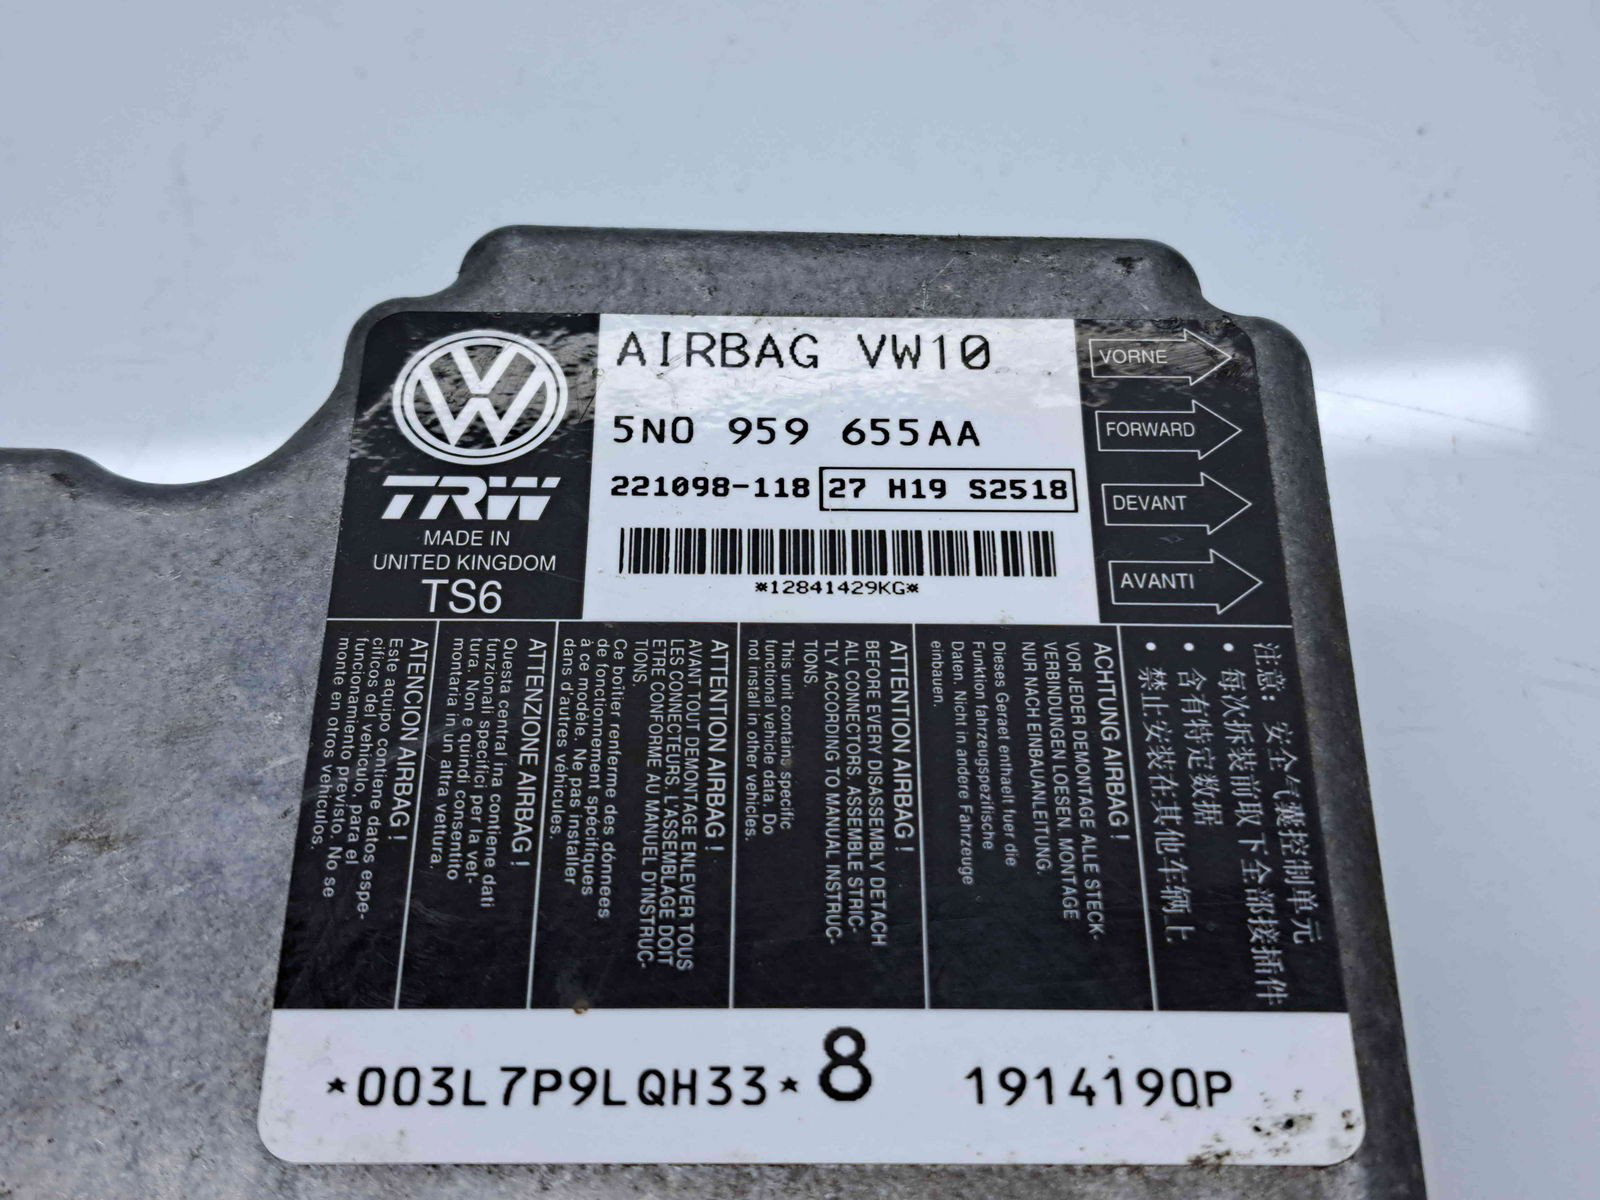 AIRBAG VW10
5N0 959 655AA
221098-118 27 H19 S2518
*12841429KG*
TRW
MADE IN
UNITED KINGDOM
TS6
VORNE
FORWARD
DEVANT
AVANTI
注意: 安全气囊控制单元
• 每次拆装前取下全部接插件
• 含有特定数据
• 禁止安装在其他车辆上
ACHTUNG AIRBAG !
VOR JEDER DEMONTAGE ALLE STECK-
VERBINDUNGEN LOESEN. MONTAGE
NUR NACH EINBAUANLEITUNG.
Dieses Geraet enthaelt fuer die
Funktion fahrzeugspezifische
Daten. Nicht in andere Fahrzeuge
einbauen.
ATTENTION AIRBAG !
BEFORE EVERY DISASSEMBLY DETACH
ALL CONNECTORS. ASSEMBLE STRIC-
TLY ACCORDING TO MANUAL INSTRUC-
TIONS.
This unit contains specific
functional vehicle data. Do
not install in other vehicles.
ATTENTION AIRBAG !
AVANT TOUT DEMONTAGE ENLEVER TOUS
LES CONNECTEURS. L'ASSEMBLAGE DOIT
ETRE CONFORME AU MANUEL D'INSTRUC-
TIONS.
Ce boîtier renferme des données
de fonctionnement spécifiques
à ce modèle. Ne pas installer
dans d'autres véhicules.
ATTENZIONE AIRBAG !
Questa central ina contiene dati
funzionali specifici per la vet-
tura. Non e quindi consentito
montaria in un altra vettura.
ATENCION AIRBAG !
Este aquipo contiene datos espe-
cificos del vehiculo, para el
funcionamiento previsto. No se
monte en otros vehiculos.
*003L7P9LQH33* 8 1914190P